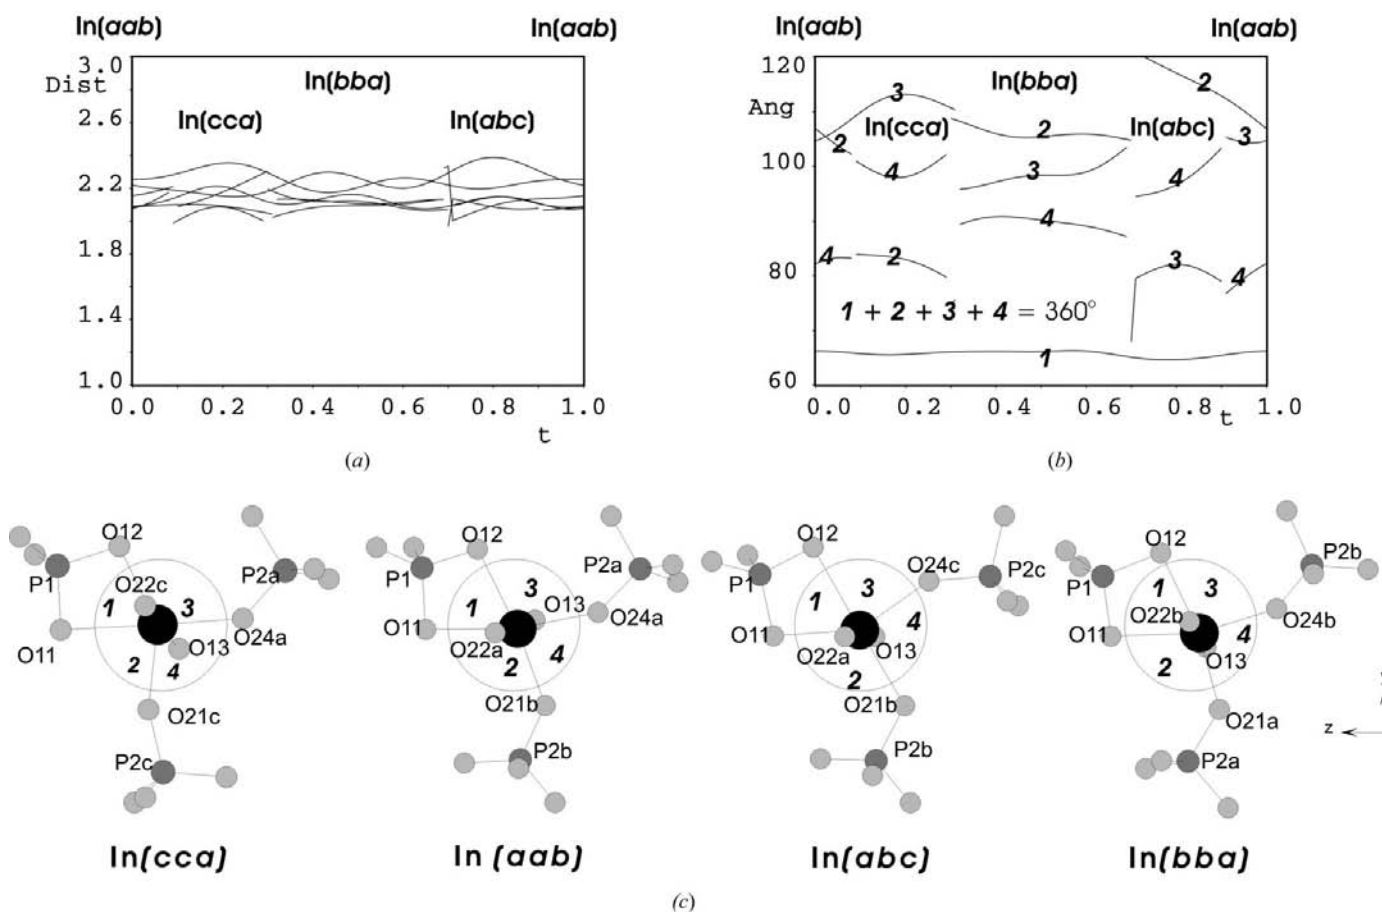 In(aab)
In(aab)
3.0
Dist
In(bba)
2.6
In(cca)
In(abc)
2.2
1.8
1.4
1.0
0.0 0.2 0.4 0.6 0.8 1.0
t
(a)
In(aab)
In(aab)
120
Ang
In(bba)
3
2
In(cca)
2
In(abc)
3
2
100
4
3
4
4
4
2
3
4
80
1 + 2 + 3 + 4 = 360°
1
60
0.0 0.2 0.4 0.6 0.8 1.0
t
(b)
O12
P1
O22c
P2a
1
3
O11
O13
O24a
2
4
O21c
P2c
In(cca)
O12
P1
P2a
3
1
O13
O11
O24a
O22a
2
4
O21b
P2b
In (aab)
O12
O24c
P1
P2c
3
1
4
O11
O22a
O13
2
O21b
P2b
In(abc)
O12
P2b
P1
1
3
O22b
O24b
O11
4
O13
2
O21a
P2a
z
In(bba)
(c)